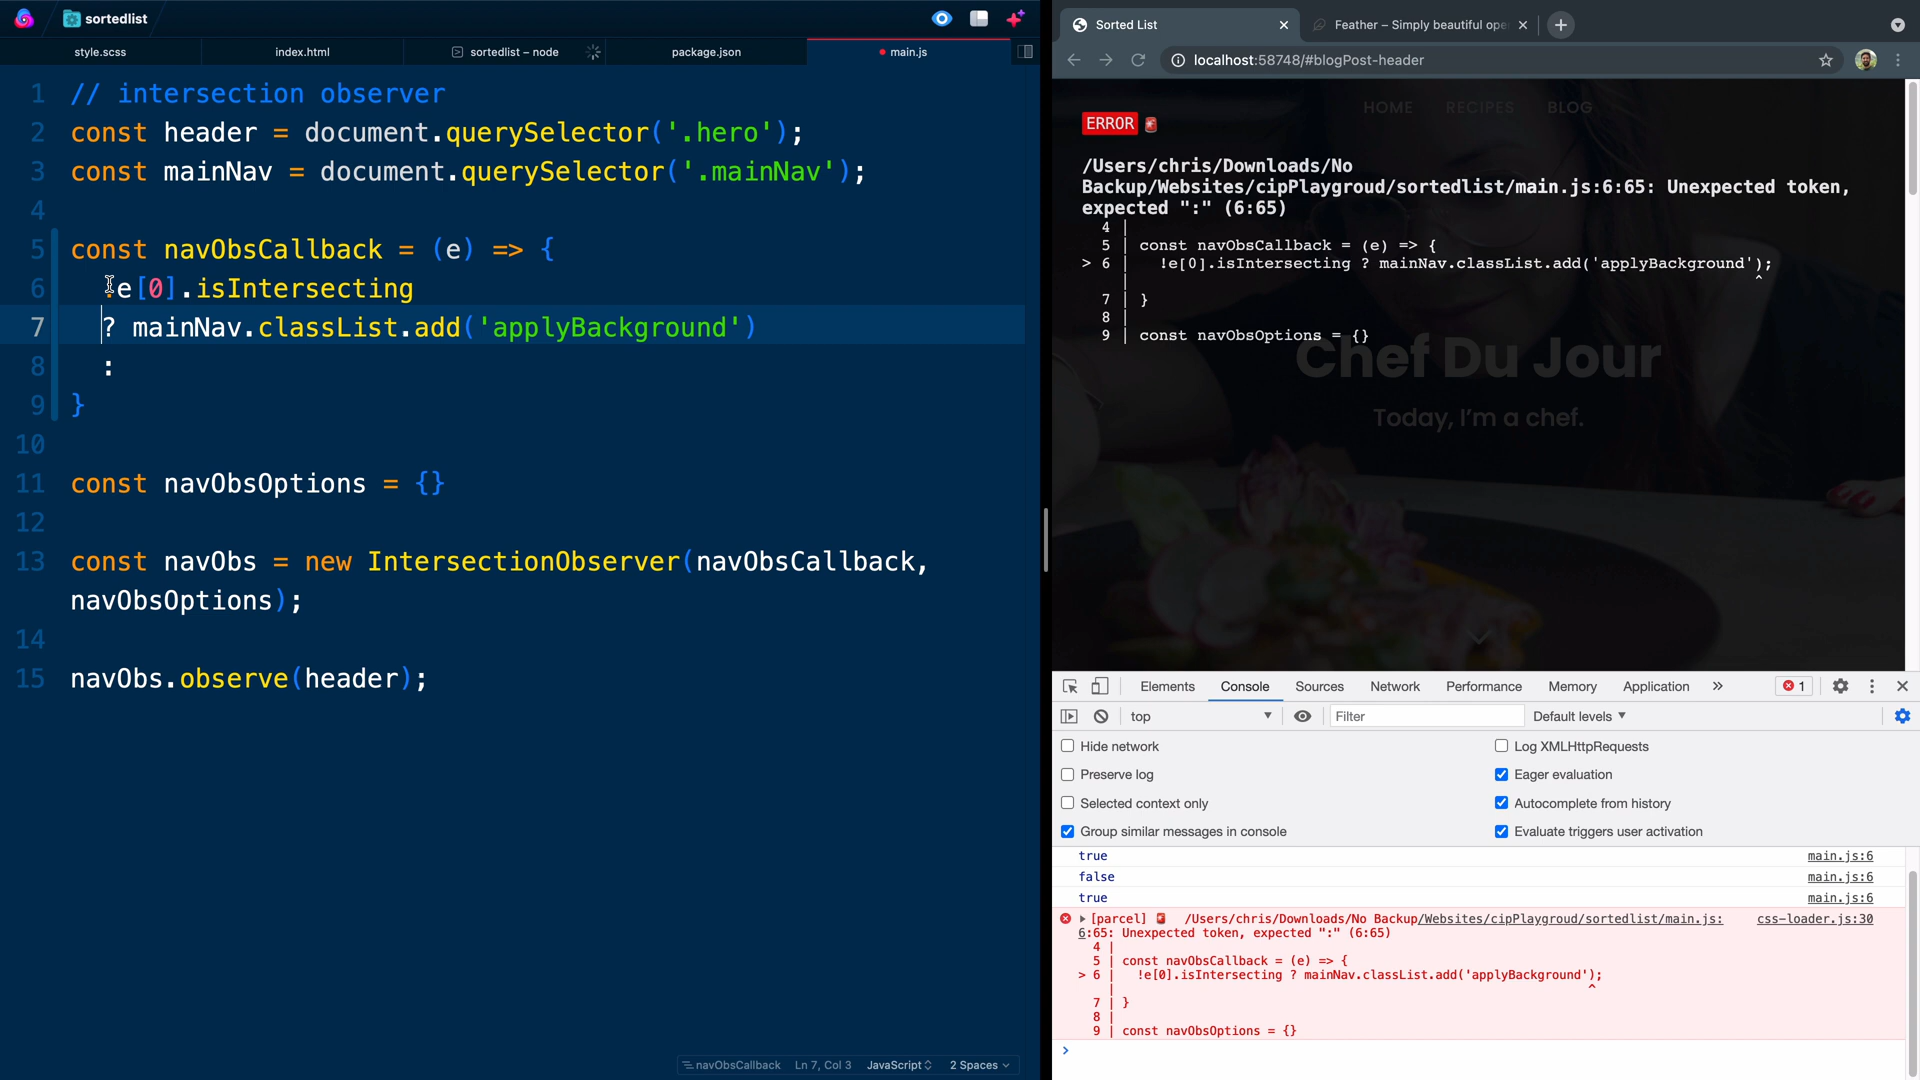 sortedlist
style.scss
index.html
sortedlist – node
package.json
main.js
1 // intersection observer
2 const header = document.querySelector('.hero');
3 const mainNav = document.querySelector('.mainNav');
4
5 const navObsCallback = (e) => {
6 !e[0].isIntersecting
7 ? mainNav.classList.add('applyBackground')
8 :
9 }
10
11 const navObsOptions = {}
12
13 const navObs = new IntersectionObserver(navObsCallback,
navObsOptions);
14
15 navObs.observe(header);
navObsCallback Ln 7, Col 3 JavaScript 2 Spaces
Sorted List
Feather – Simply beautiful ope
localhost:58748/#blogPost-header
HOME RECIPES BLOG
ERROR
/Users/chris/Downloads/No
Backup/Websites/cipPlaygroud/sortedlist/main.js:6:65: Unexpected token,
expected ":" (6:65)
4 |
5 | const navObsCallback = (e) => {
> 6 | !e[0].isIntersecting ? mainNav.classList.add('applyBackground');
| ^
7 | }
8 |
9 | const navObsOptions = {}
Chef Du Jour
Today, I’m a chef.
Elements Console Sources Network Performance Memory Application » 1
top Filter Default levels
Hide network
Log XMLHttpRequests
Preserve log
Eager evaluation
Selected context only
Autocomplete from history
Group similar messages in console
Evaluate triggers user activation
true main.js:6
false main.js:6
true main.js:6
[parcel] /Users/chris/Downloads/No Backup/Websites/cipPlaygroud/sortedlist/main.js: css-loader.js:30
6:65: Unexpected token, expected ":" (6:65)
4 |
5 | const navObsCallback = (e) => {
> 6 | !e[0].isIntersecting ? mainNav.classList.add('applyBackground');
| ^
7 | }
8 |
9 | const navObsOptions = {}
>